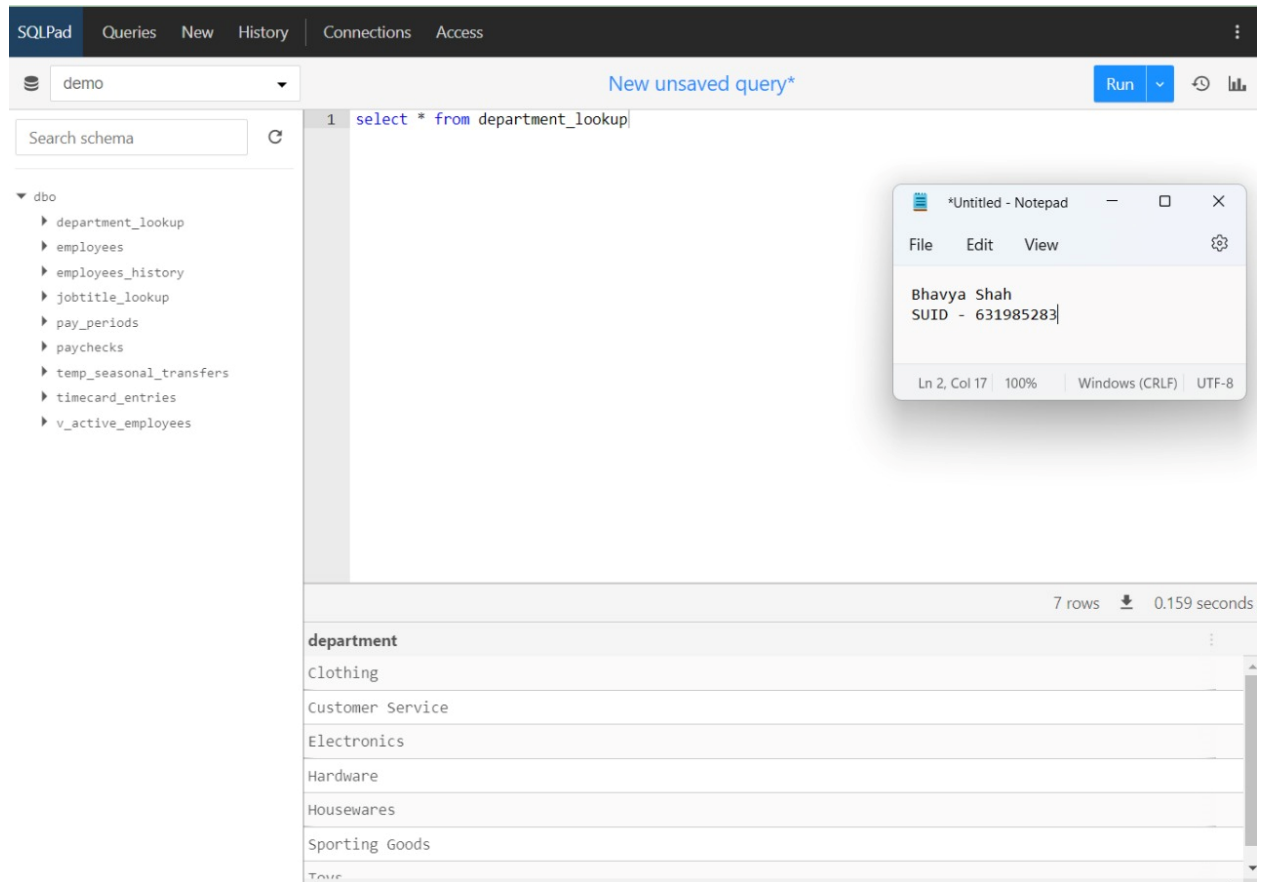 SQLPad Queries New History Connections Access
demo
New unsaved query*
Run
Search schema
1 select * from department_lookup
dbo
department_lookup
employees
employees_history
jobtitle_lookup
pay_periods
paychecks
temp_seasonal_transfers
timecard_entries
v_active_employees
*Untitled - Notepad
File Edit View
Bhavya Shah
SUID - 631985283
Ln 2, Col 17 100% Windows (CRLF) UTF-8
7 rows 0.159 seconds
department
Clothing
Customer Service
Electronics
Hardware
Housewares
Sporting Goods
Toys